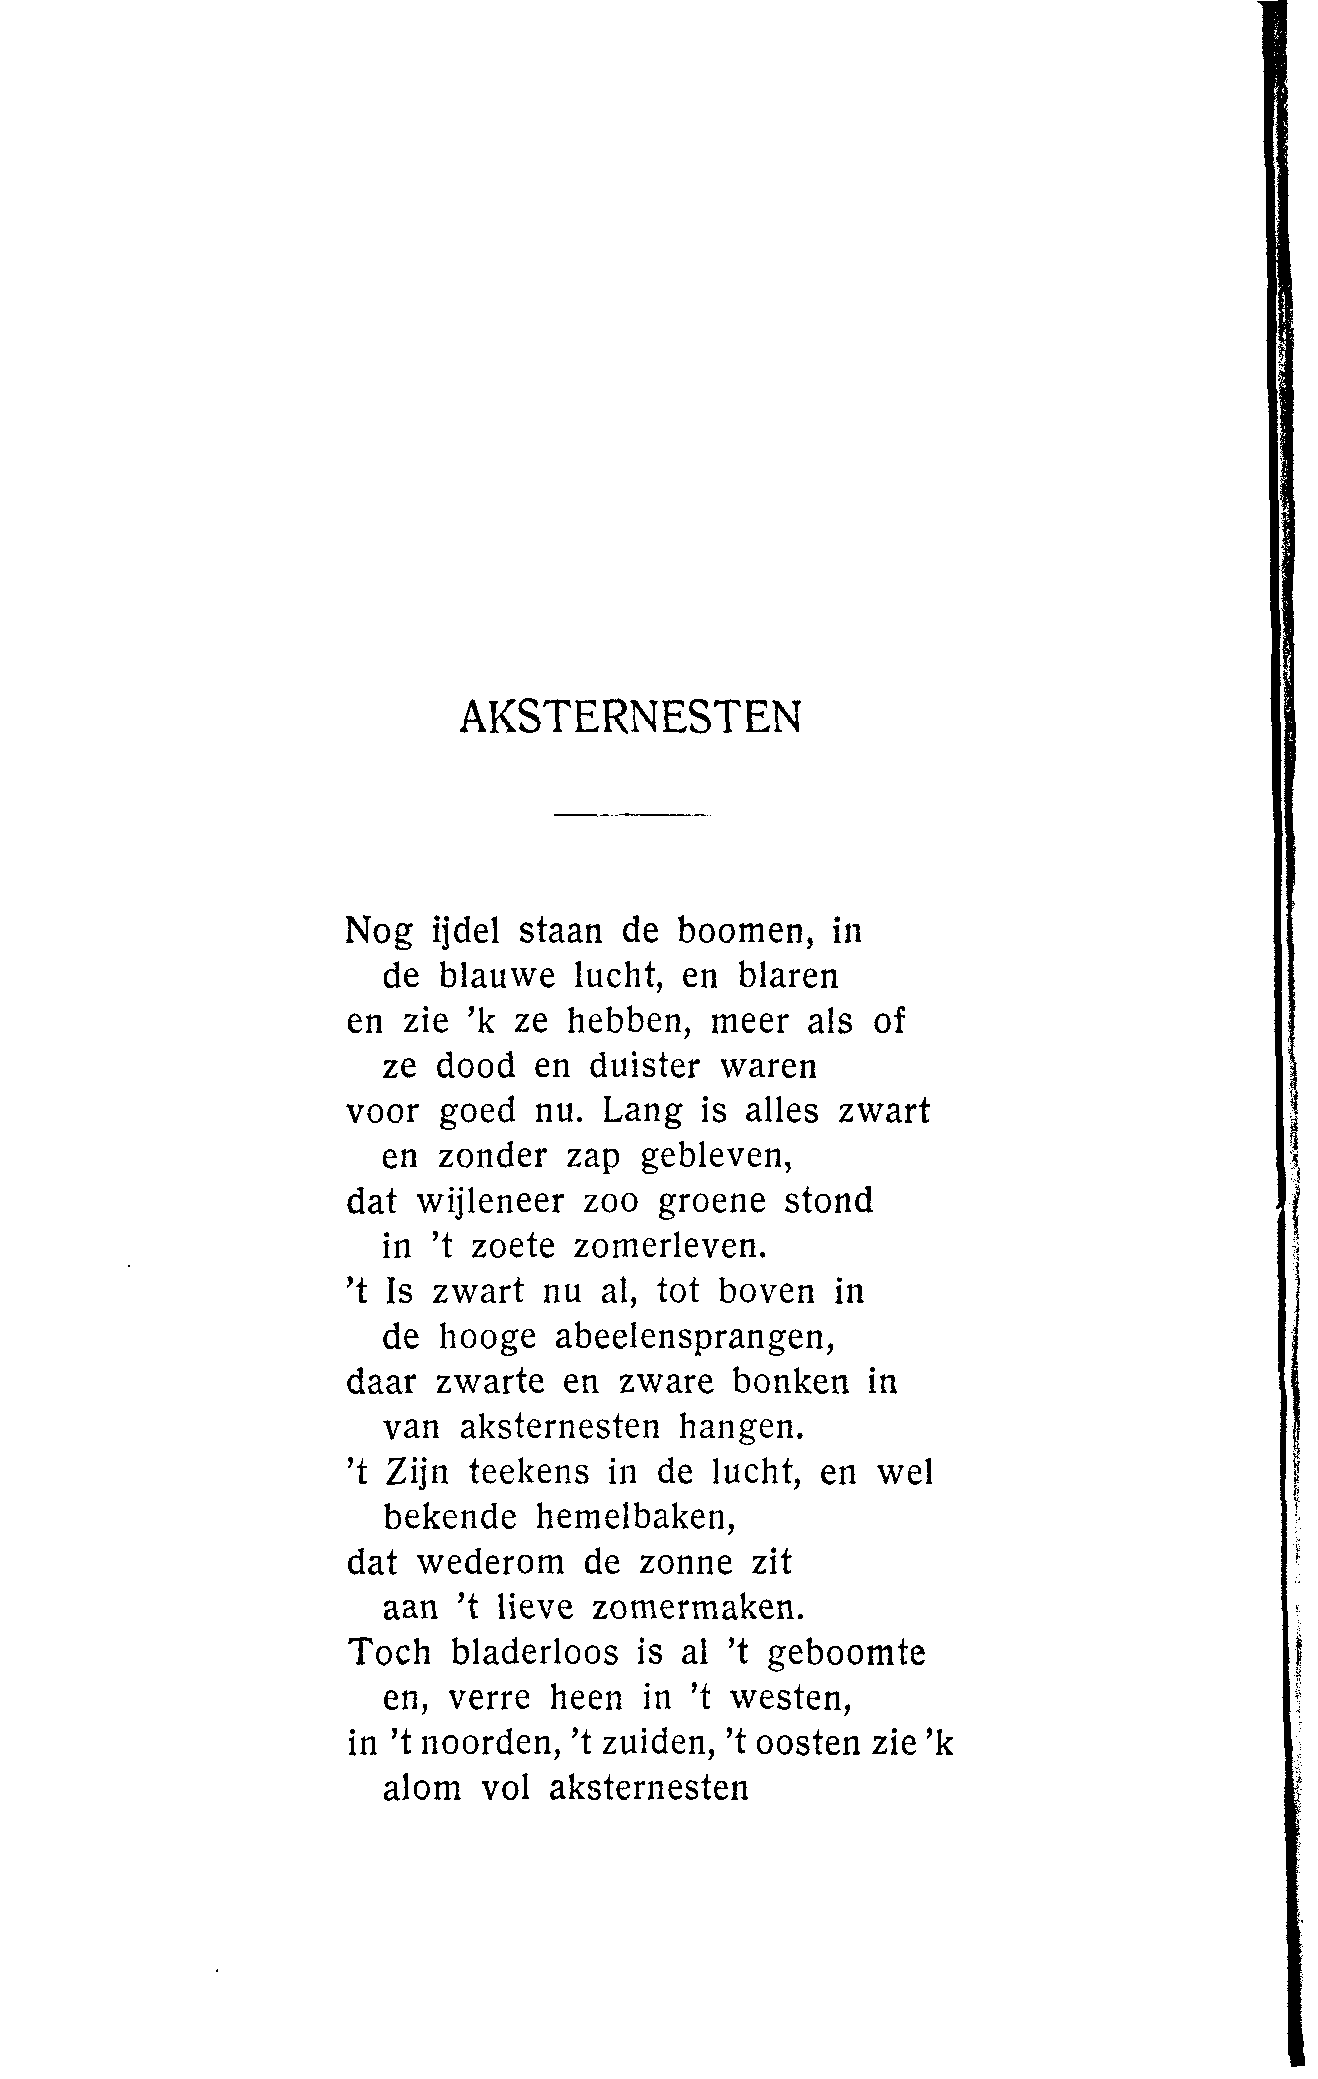 AKSTERNESTEN
Nog ijdel staan de boomen, in
de blauwe lucht, en blaren
en zie 'k ze hebben, meer als of
ze dood en duister waren
voor goed nu. Lang is alles zwart
en zonder zap gebleven,
dat wijleneer zoo groene stond
in 't zoete zomerleven.
't Is zwart nu al, tot boven in
de hooge abeelensprangen,
daar zwarte en zware bonken in
van aksternesten hangen.
't Zijn teekens in de lucht, en wel
bekende hemelbaken,
dat wederom de zonne zit
aan 't lieve zomermaken.
Toch bladerloos is al 't geboomte
en, verre heen in 't westen,
in 't noorden, 't zuiden, 't oosten zie 'k
alom vol aksternesten